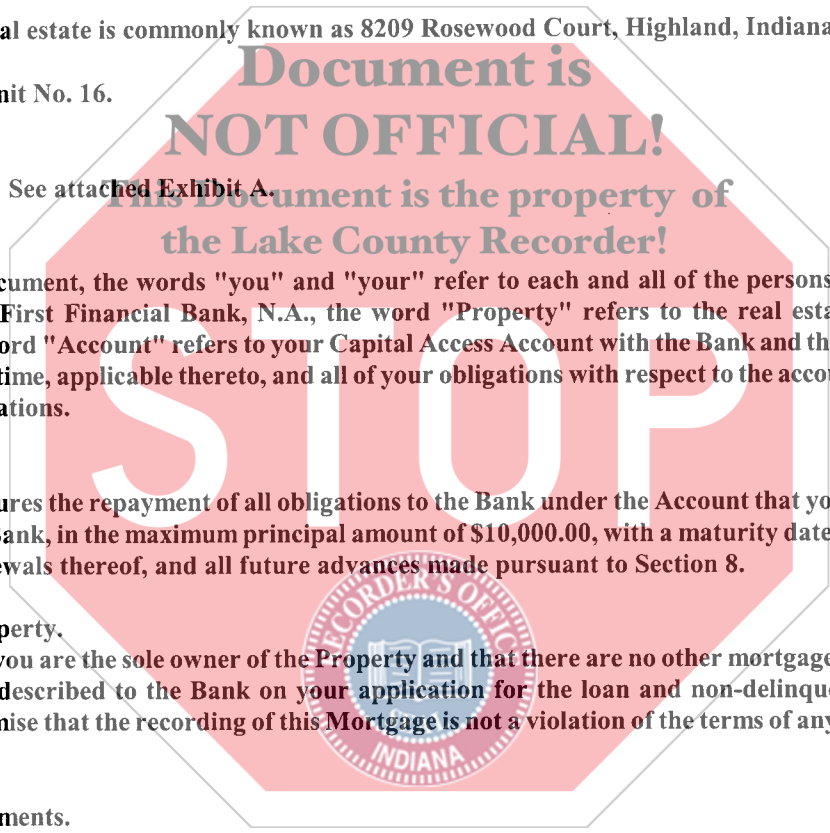 al estate is commonly known as 8209 Rosewood Court, Highland, Indiana
Document is
nit No. 16.
NOT OFFICIAL!
See attached Exhibit A.
This Document is the property of
the Lake County Recorder!
cument, the words "you" and "your" refer to each and all of the persons
First Financial Bank, N.A., the word "Property" refers to the real esta
ord "Account" refers to your Capital Access Account with the Bank and th
time, applicable thereto, and all of your obligations with respect to the accou
ations.
STOP
ures the repayment of all obligations to the Bank under the Account that yo
Bank, in the maximum principal amount of $10,000.00, with a maturity date
ewals thereof, and all future advances made pursuant to Section 8.
RECORDER'S OFFICE
perty.
you are the sole owner of the Property and that there are no other mortgage
described to the Bank on your application for the loan and non-delinqu
mise that the recording of this Mortgage is not a violation of the terms of any
INDIANA
ments.